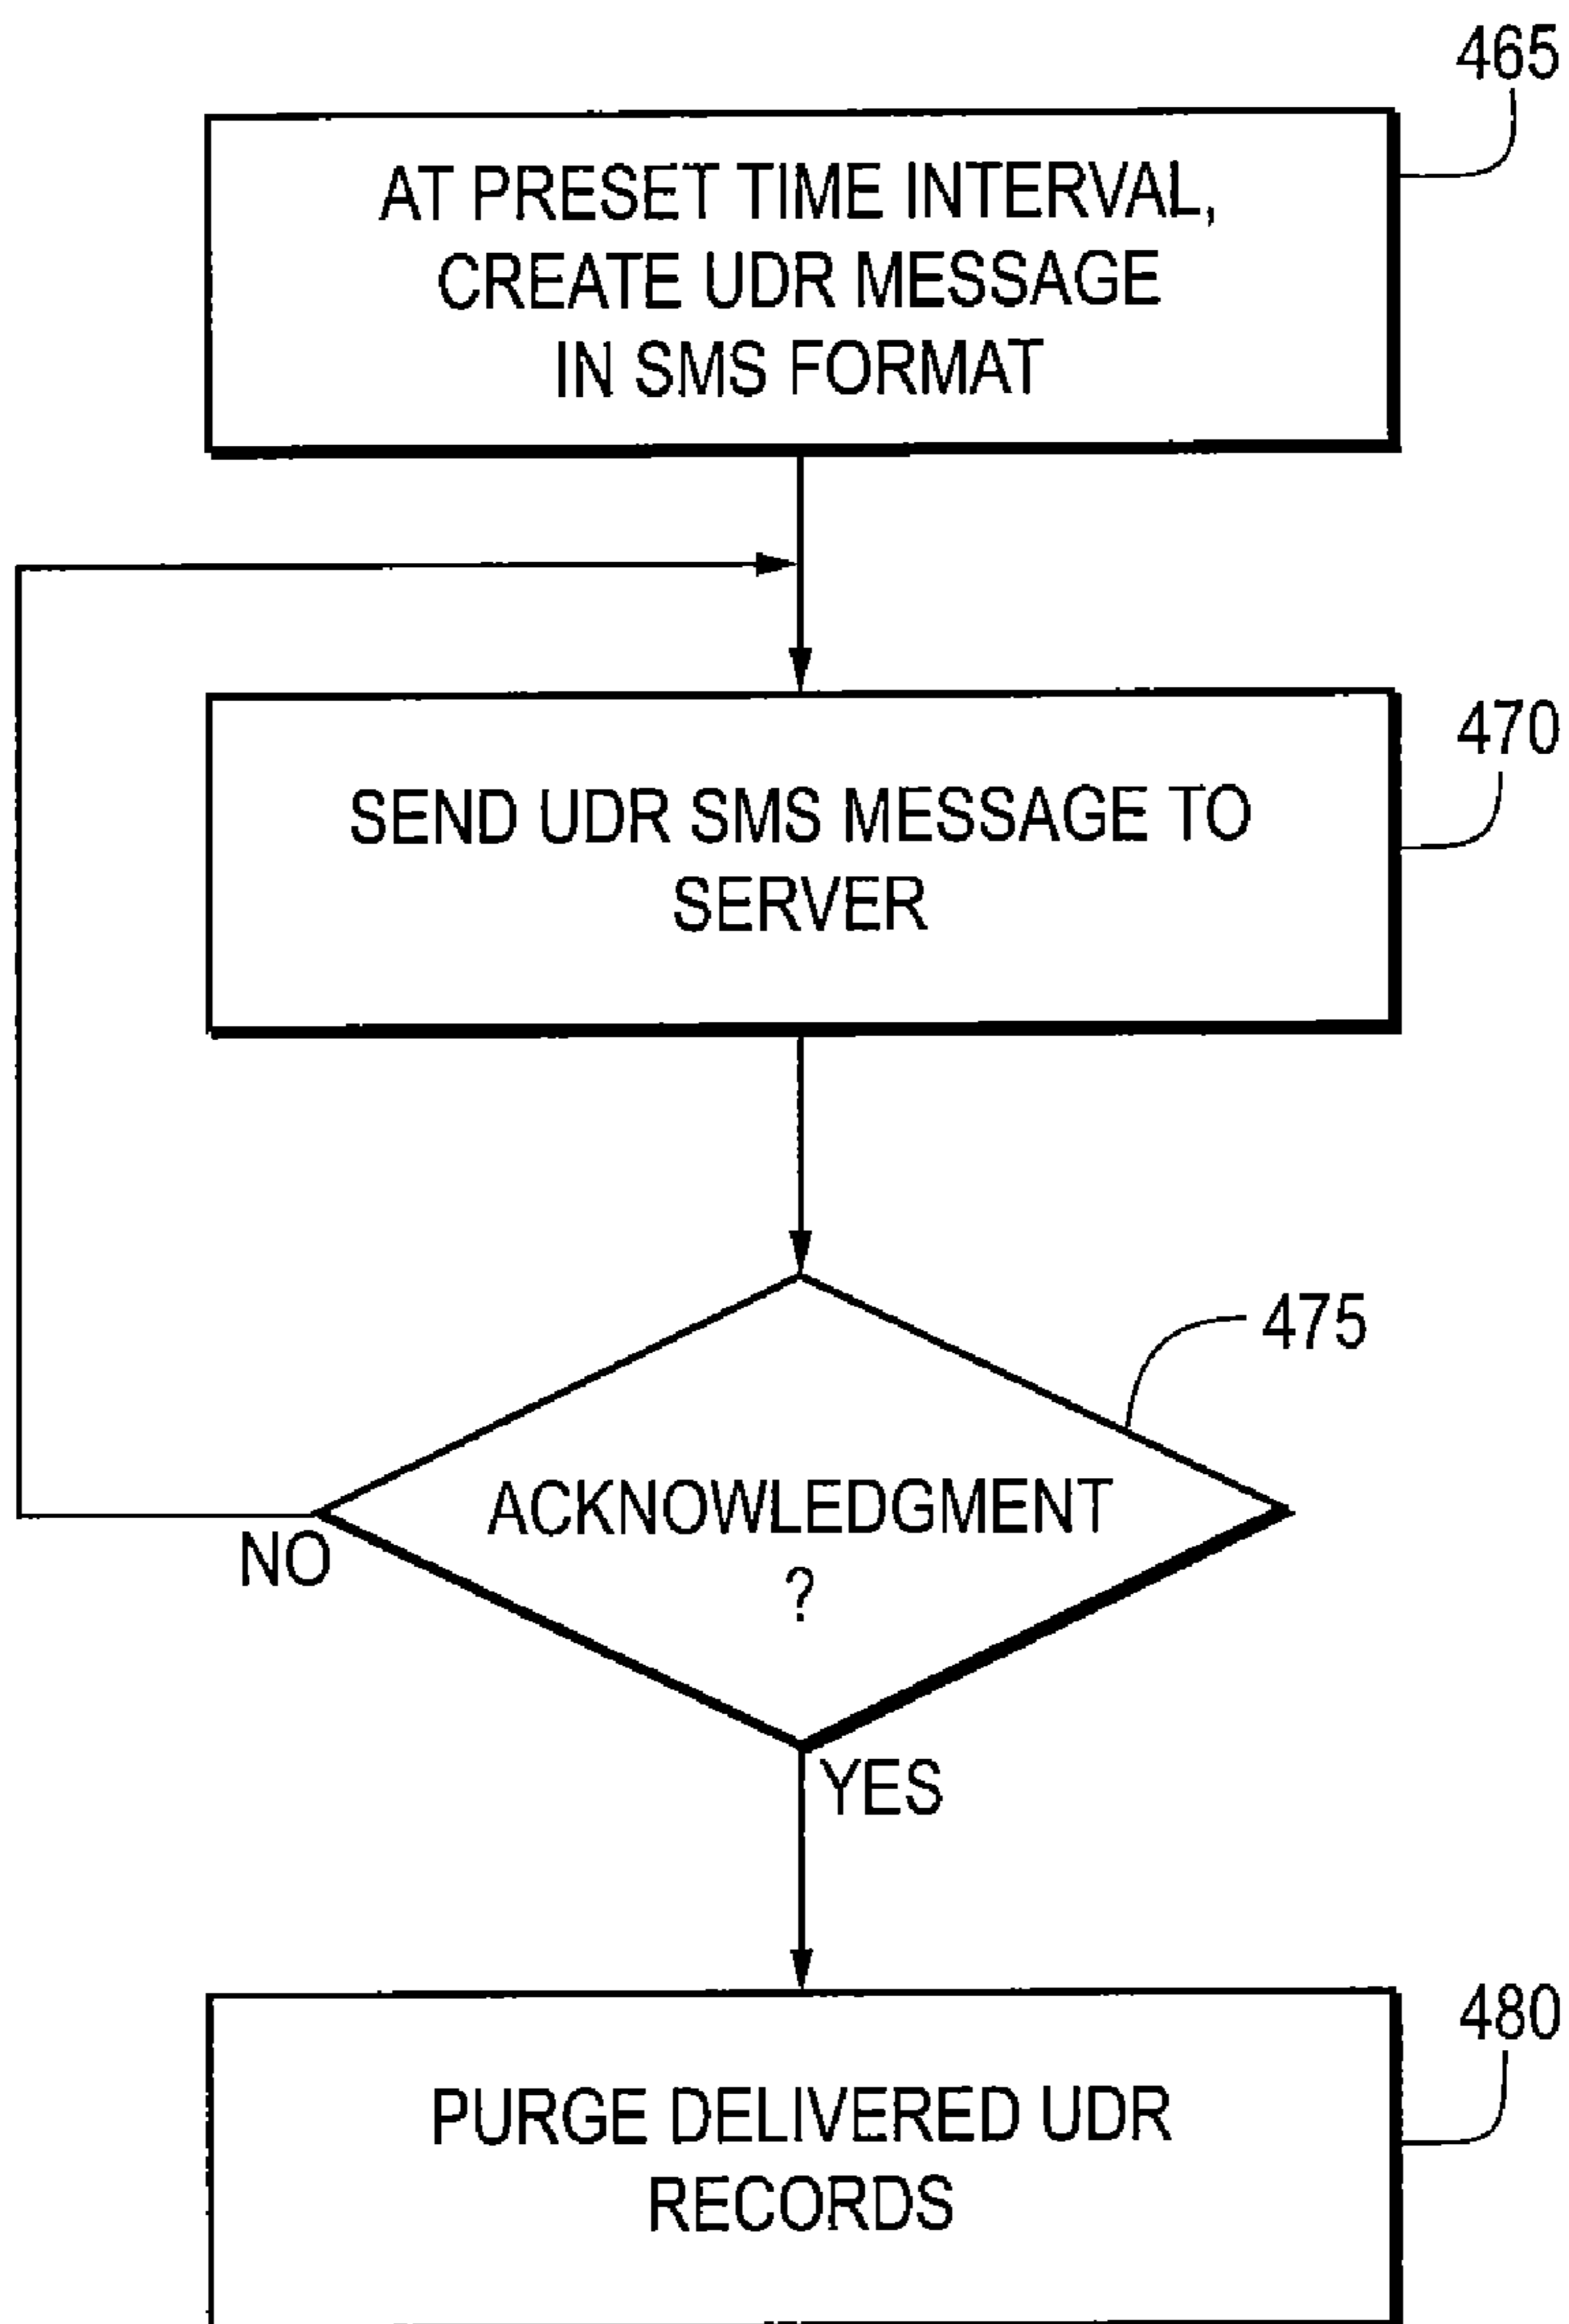 465
AT PRESET TIME INTERVAL,
CREATE UDR MESSAGE
IN SMS FORMAT
470
SEND UDR SMS MESSAGE TO
SERVER
475
ACKNOWLEDGMENT
?
NO
YES
480
PURGE DELIVERED UDR
RECORDS